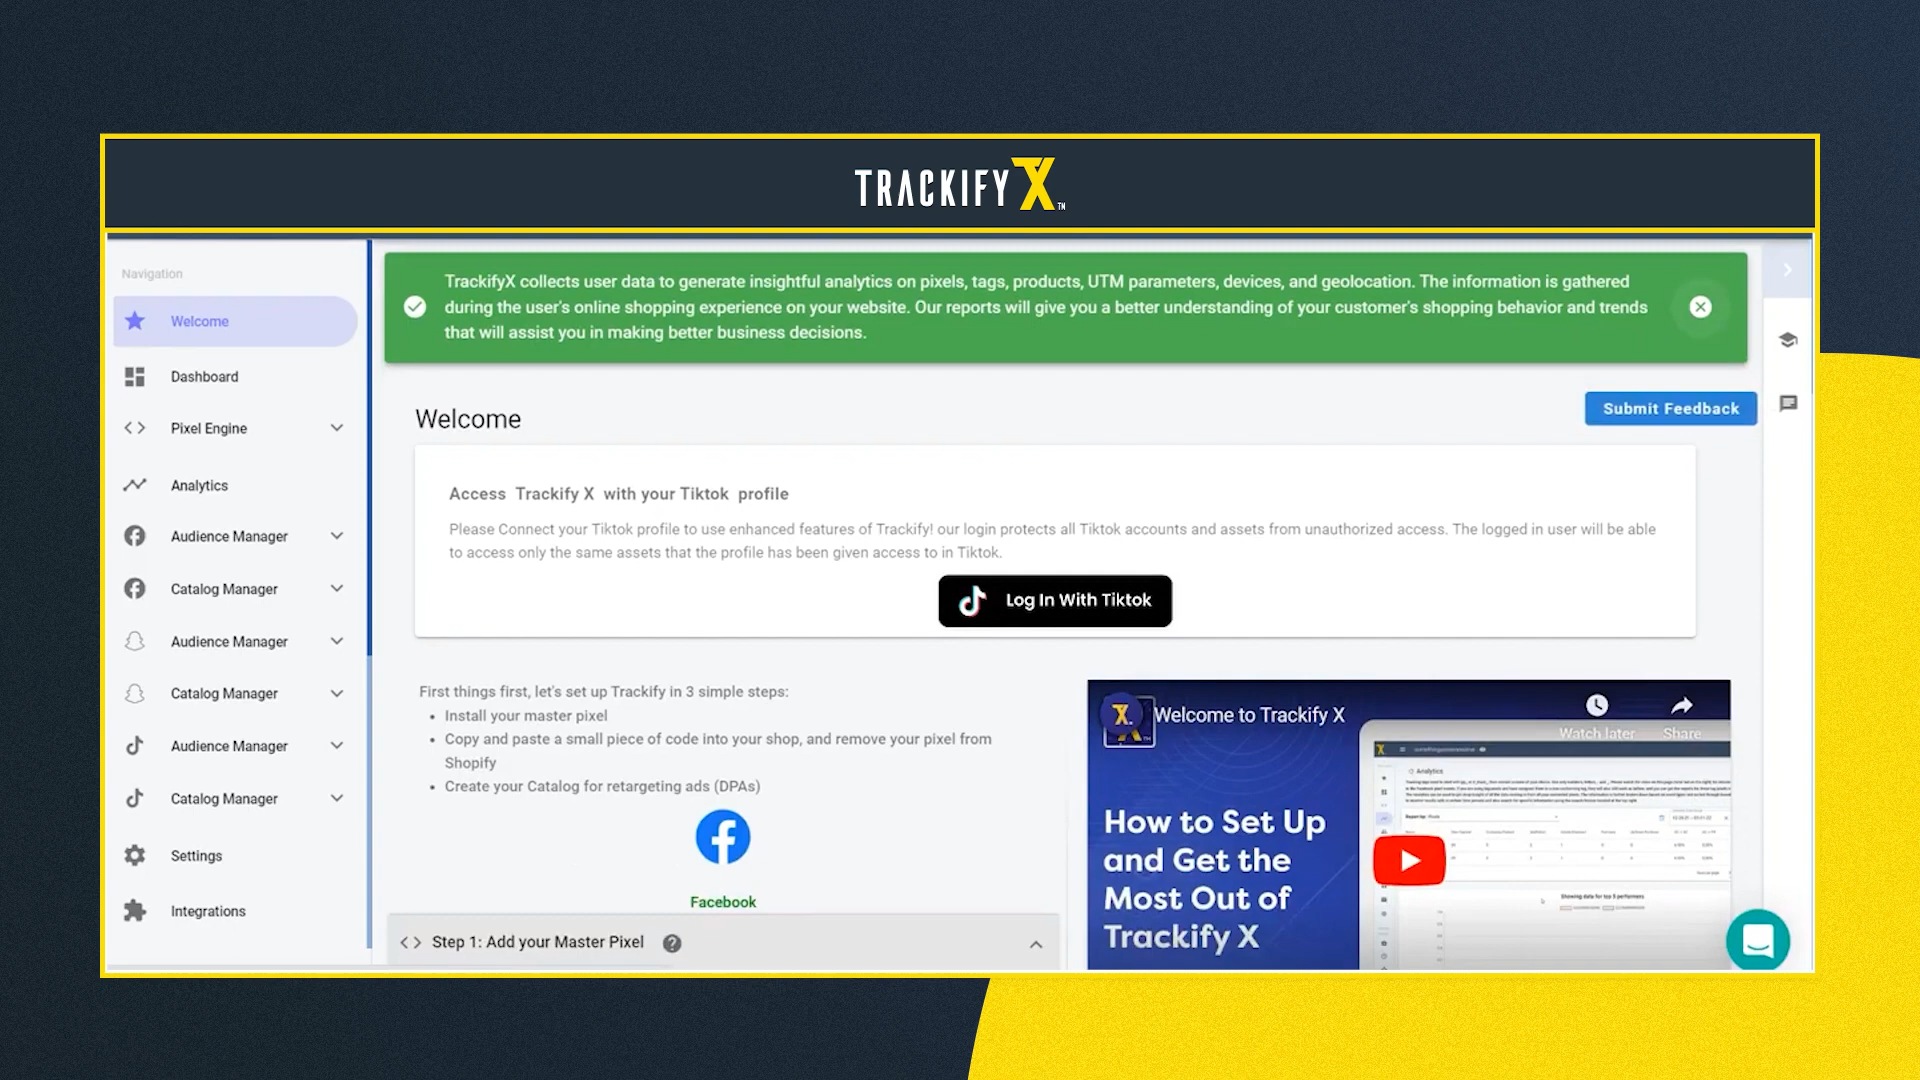 TRACKIFY X TM
Navigation
Welcome
Dashboard
Pixel Engine
Analytics
Audience Manager
Catalog Manager
Audience Manager
Catalog Manager
Audience Manager
Catalog Manager
Settings
Integrations
TrackifyX collects user data to generate insightful analytics on pixels, tags, products, UTM parameters, devices, and geolocation. The information is gathered
during the user's online shopping experience on your website. Our reports will give you a better understanding of your customer's shopping behavior and trends
that will assist you in making better business decisions.
Welcome
Submit Feedback
Access Trackify X with your Tiktok profile
Please Connect your Tiktok profile to use enhanced features of Trackify! our login protects all Tiktok accounts and assets from unauthorized access. The logged in user will be able
to access only the same assets that the profile has been given access to in Tiktok.
Log In With Tiktok
First things first, let's set up Trackify in 3 simple steps:
• Install your master pixel
• Copy and paste a small piece of code into your shop, and remove your pixel from
Shopify
• Create your Catalog for retargeting ads (DPAs)
Facebook
Step 1: Add your Master Pixel
Welcome to Trackify X
Watch later
Share
How to Set Up
and Get the
Most Out of
Trackify X
Analytics
Showing data for top 5 performers